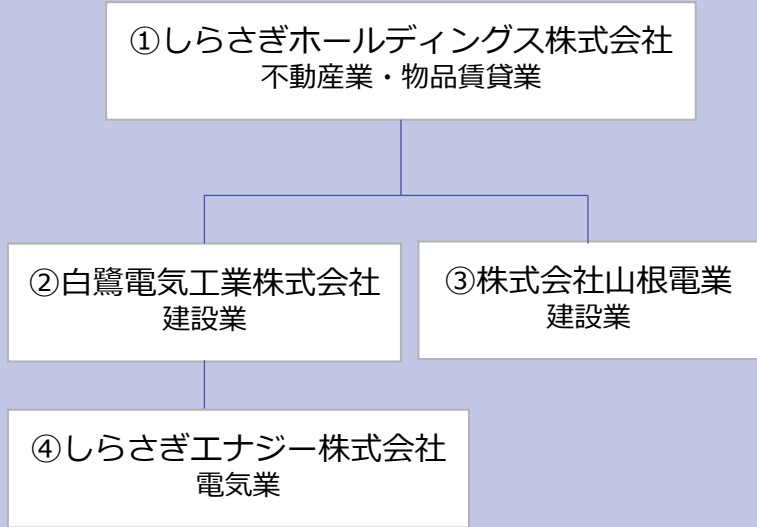 ①しらさぎホールディングス株式会社
不動産業・物品賃貸業
②白鷺電気工業株式会社
建設業
③株式会社山根電業
建設業
④しらさぎエナジー株式会社
電気業